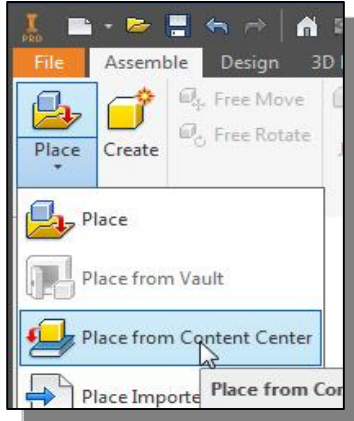 PRO
File Assemble Design 3D
Place Create Free Move
Free Rotate
Place
Place from Vault
Place from Content Center
Place Importe Place from Con